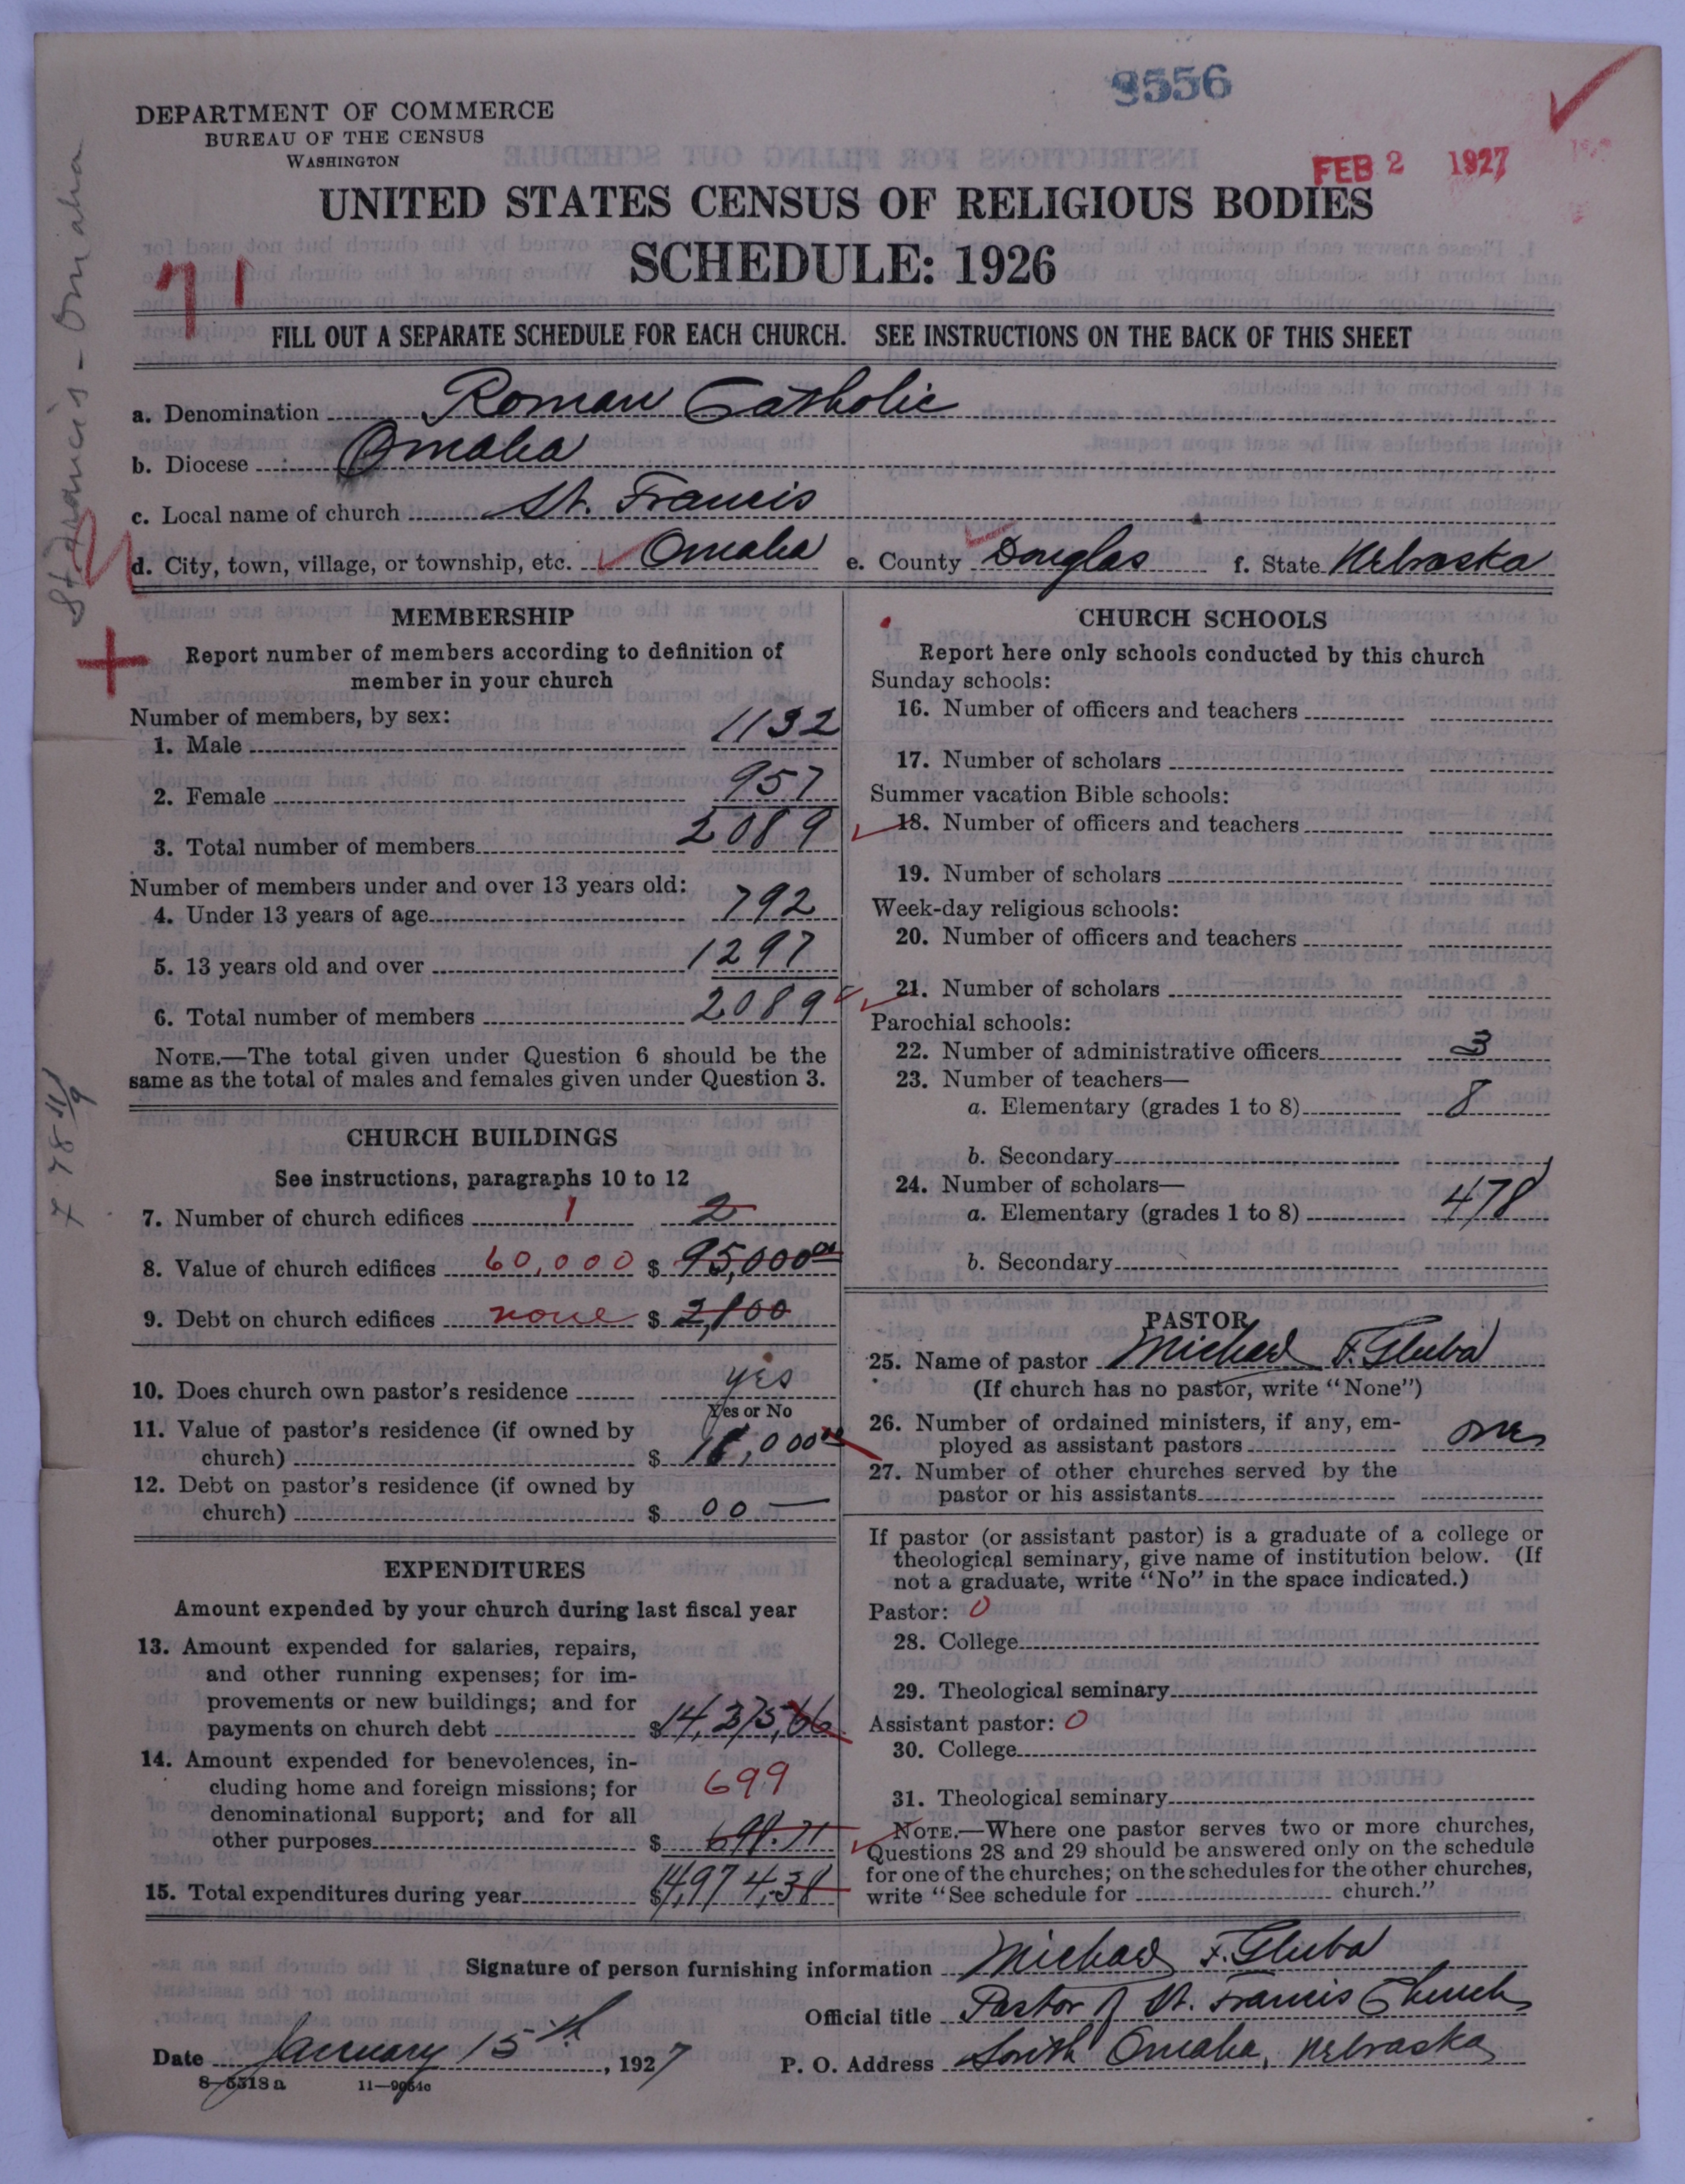 9556
DEPARTMENT OF COMMERCE
BUREAU OF THE CENSUS
WASHINGTON
FEB 2 1927
UNITED STATES CENSUS OF RELIGIOUS BODIES
SCHEDULE: 1926
71
St Francis - Omaha
FILL OUT A SEPARATE SCHEDULE FOR EACH CHURCH. SEE INSTRUCTIONS ON THE BACK OF THIS SHEET
a. Denomination Roman Catholic
b. Diocese Omaha
c. Local name of church St. Francis
d. City, town, village, or township, etc. Omaha e. County Douglas f. State Nebraska
MEMBERSHIP
Report number of members according to definition of
member in your church
Number of members, by sex:
1. Male 1132
2. Female 957
3. Total number of members 2089
Number of members under and over 13 years old:
4. Under 13 years of age 792
5. 13 years old and over 1297
6. Total number of members 2089
NOTE.—The total given under Question 6 should be the
same as the total of males and females given under Question 3.
CHURCH BUILDINGS
See instructions, paragraphs 10 to 12
7. Number of church edifices 1 2
8. Value of church edifices 60,000 $ 95,000 00
9. Debt on church edifices none $ 2,100
10. Does church own pastor's residence yes
Yes or No
11. Value of pastor's residence (if owned by
church) $
12. Debt on pastor's residence (if owned by
church) $ 00
EXPENDITURES
Amount expended by your church during last fiscal year
13. Amount expended for salaries, repairs,
and other running expenses; for im-
provements or new buildings; and for
payments on church debt $ 14,375,66
14. Amount expended for benevolences, in-
cluding home and foreign missions; for 699
denominational support; and for all
other purposes $ 698.71
15. Total expenditures during year $ 14,974.38
CHURCH SCHOOLS
Report here only schools conducted by this church
Sunday schools:
16. Number of officers and teachers
17. Number of scholars
Summer vacation Bible schools:
18. Number of officers and teachers
19. Number of scholars
Week-day religious schools:
20. Number of officers and teachers
21. Number of scholars
Parochial schools:
22. Number of administrative officers 3
23. Number of teachers—
a. Elementary (grades 1 to 8) 8
b. Secondary
24. Number of scholars—
a. Elementary (grades 1 to 8) 478
b. Secondary
PASTOR
25. Name of pastor Michael F. Gluba
(If church has no pastor, write "None")
26. Number of ordained ministers, if any, em-
ployed as assistant pastors one
27. Number of other churches served by the
pastor or his assistants
If pastor (or assistant pastor) is a graduate of a college or
theological seminary, give name of institution below. (If
not a graduate, write "No" in the space indicated.)
Pastor: 0
28. College
29. Theological seminary
Assistant pastor: 0
30. College
31. Theological seminary
NOTE.—Where one pastor serves two or more churches,
Questions 28 and 29 should be answered only on the schedule
for one of the churches; on the schedules for the other churches,
write "See schedule for church."
Signature of person furnishing information Michael F. Gluba
Official title Pastor of St. Francis Church
Date January 15th, 1927 P. O. Address South Omaha, Nebraska
8-5318a 11-9054c